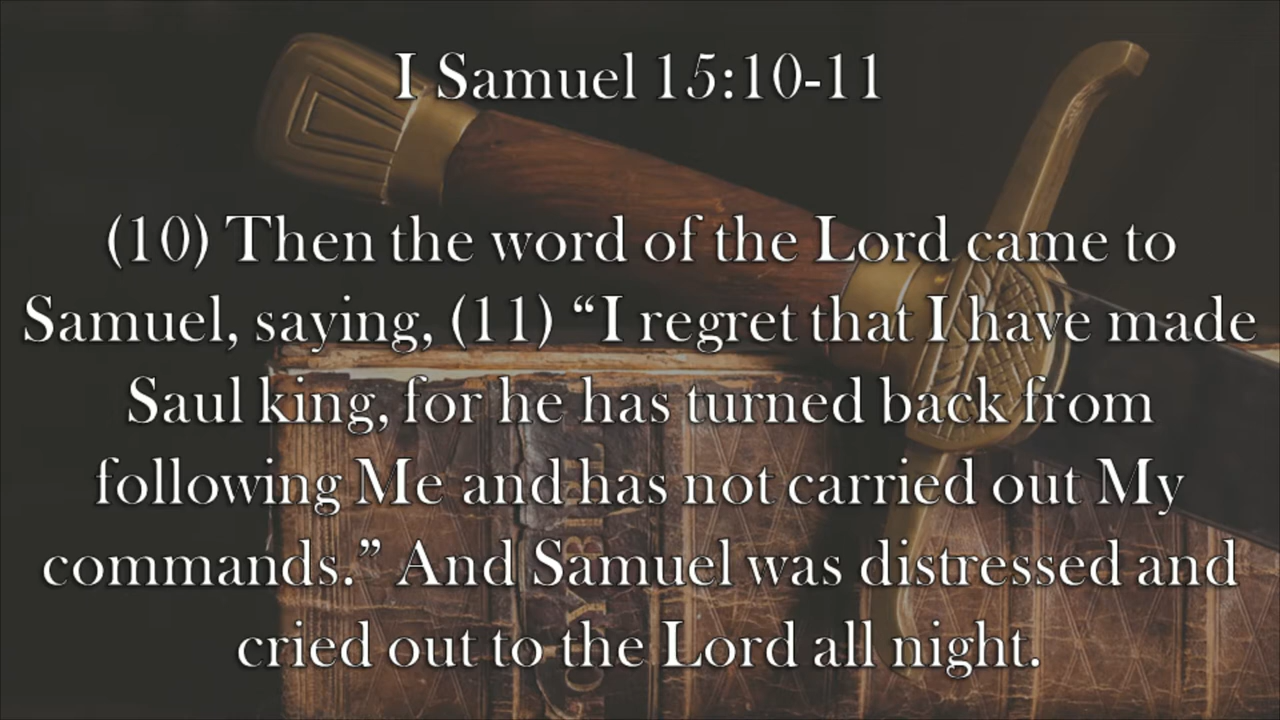 I Samuel 15:10-11
(10) Then the word of the Lord came to
Samuel, saying, (11) “I regret that I have made
Saul king, for he has turned back from
following Me and has not carried out My
commands.” And Samuel was distressed and
cried out to the Lord all night.